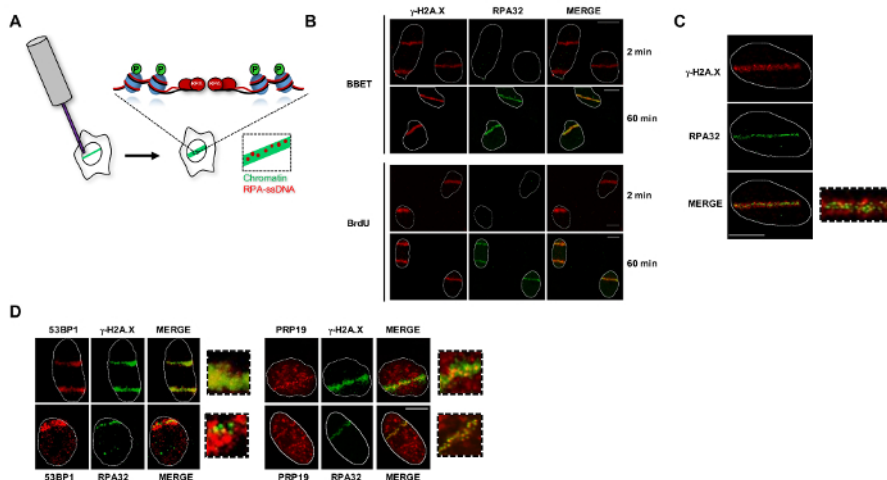 A
P P P P
Chromatin
RPA-ssDNA
B
γ-H2A.X RPA32 MERGE
BBET
2 min
60 min
BrdU
2 min
60 min
C
γ-H2A.X
RPA32
MERGE
D
53BP1 γ-H2A.X MERGE PRP19 γ-H2A.X MERGE
53BP1 RPA32 MERGE PRP19 RPA32 MERGE